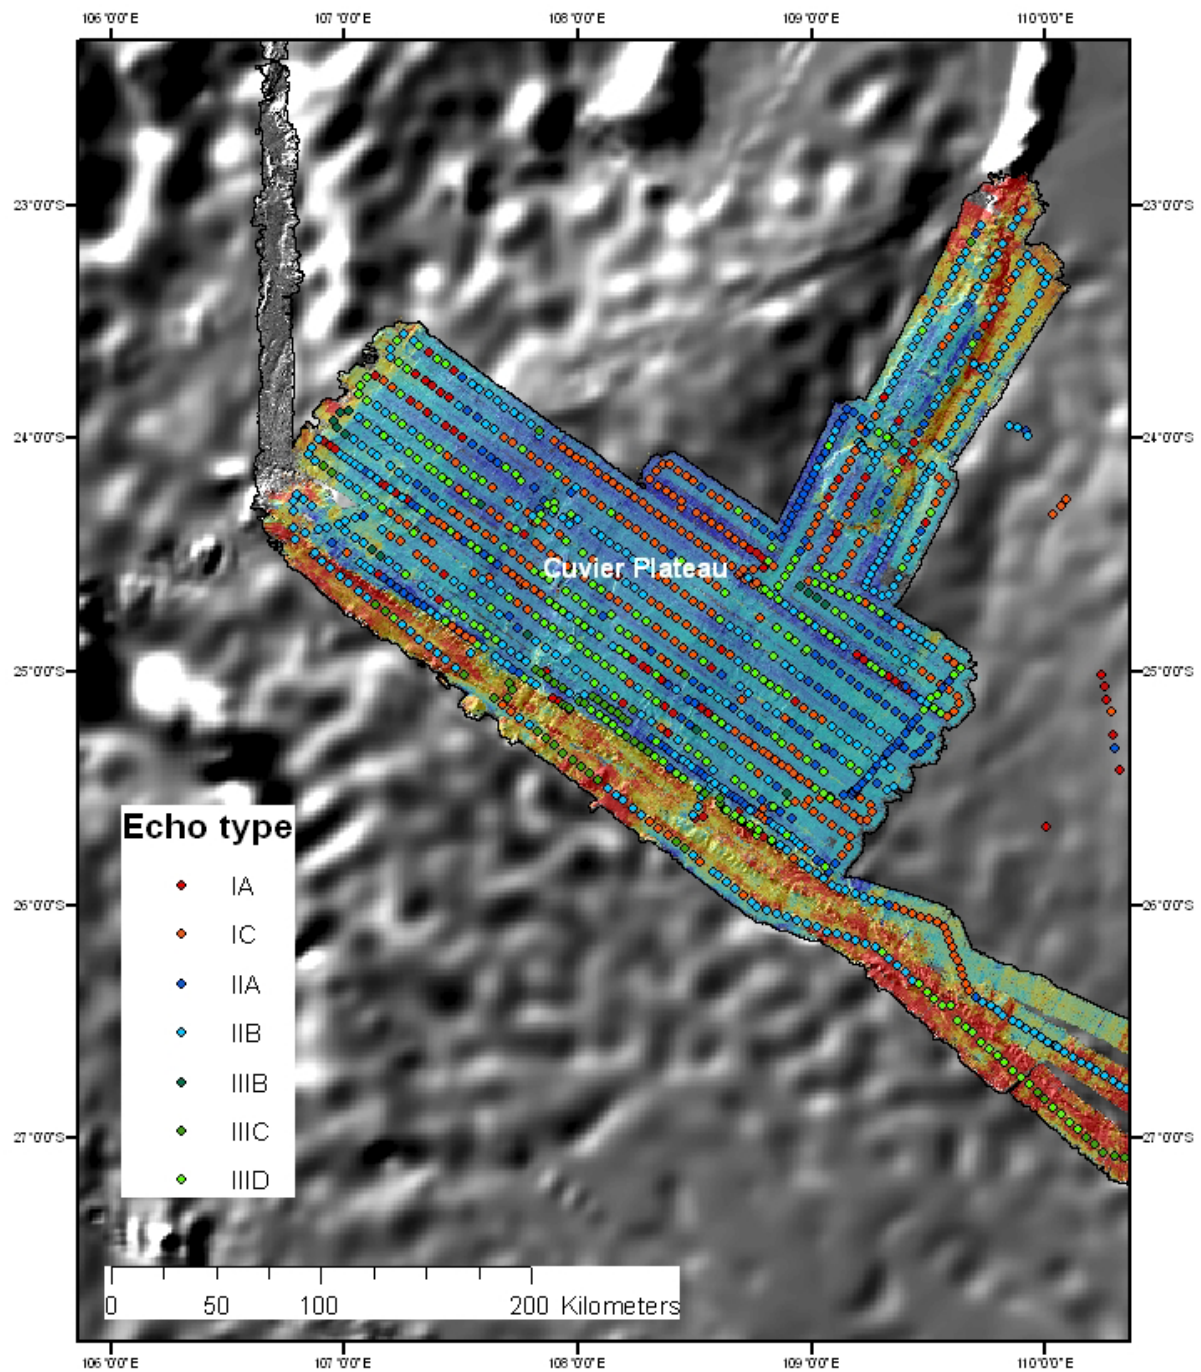 106°0'0"E 107°0'0"E 108°0'0"E 109°0'0"E 110°0'0"E
23°0'0"S 23°0'0"S
24°0'0"S 24°0'0"S
Cuvier Plateau
25°0'0"S 25°0'0"S
Echo type
IA
26°0'0"S 26°0'0"S
IC
IIA
IIB
IIIB
27°0'0"S 27°0'0"S
IIIC
IIID
0 50 100 200 Kilometers
106°0'0"E 107°0'0"E 108°0'0"E 109°0'0"E 110°0'0"E